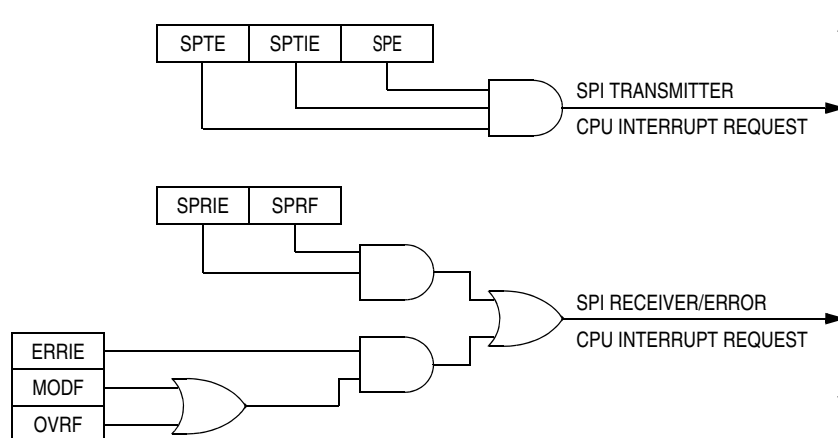 SPTE SPTIE SPE
SPI TRANSMITTER
CPU INTERRUPT REQUEST
SPRIE SPRF
SPI RECEIVER/ERROR
CPU INTERRUPT REQUEST
ERRIE
MODF
OVRF